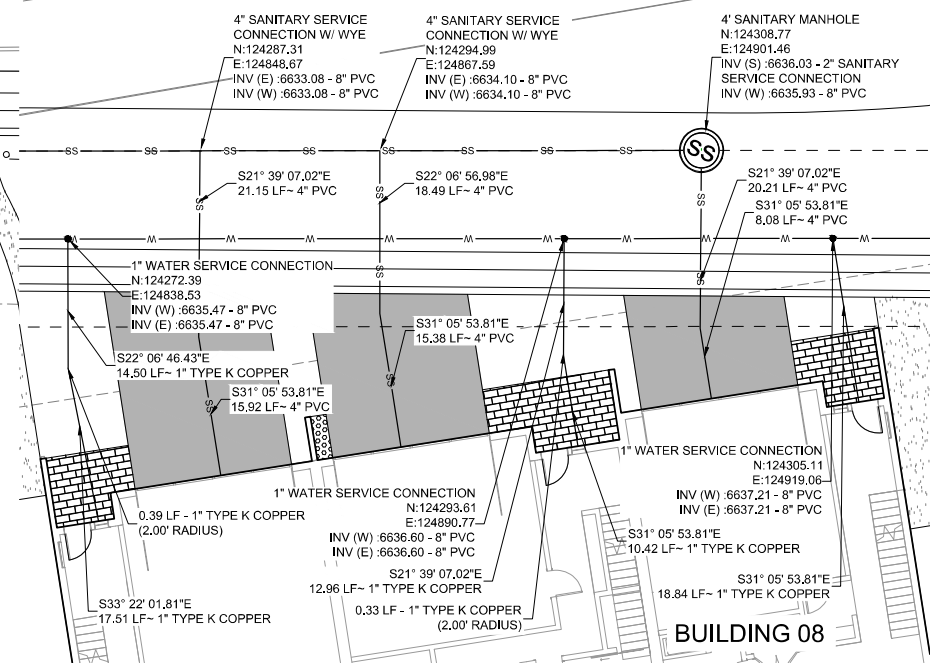 4" SANITARY SERVICE
CONNECTION W/ WYE
N:124287.31
E:124848.67
INV (E) :6633.08 - 8" PVC
INV (W) :6633.08 - 8" PVC
4" SANITARY SERVICE
CONNECTION W/ WYE
N:124294.99
E:124867.59
INV (E) :6634.10 - 8" PVC
INV (W) :6634.10 - 8" PVC
4' SANITARY MANHOLE
N:124308.77
E:124901.46
INV (S) :6636.03 - 2" SANITARY
SERVICE CONNECTION
INV (W) :6635.93 - 8" PVC
SS SS SS SS SS SS SS SS
SS
S21° 39' 07.02"E
21.15 LF~ 4" PVC
SS
S22° 06' 56.98"E
18.49 LF~ 4" PVC
SS
S21° 39' 07.02"E
20.21 LF~ 4" PVC
SS
SS
S31° 05' 53.81"E
8.08 LF~ 4" PVC
W W W W W W W W W W
1" WATER SERVICE CONNECTION
N:124272.39
E:124838.53
INV (W) :6635.47 - 8" PVC
INV (E) :6635.47 - 8" PVC
SS
SS
S31° 05' 53.81"E
15.38 LF~ 4" PVC
SS
S22° 06' 46.43"E
14.50 LF~ 1" TYPE K COPPER
S31° 05' 53.81"E
15.92 LF~ 4" PVC
SS
1" WATER SERVICE CONNECTION
N:124305.11
E:124919.06
INV (W) :6637.21 - 8" PVC
INV (E) :6637.21 - 8" PVC
1" WATER SERVICE CONNECTION
N:124293.61
E:124890.77
INV (W) :6636.60 - 8" PVC
INV (E) :6636.60 - 8" PVC
0.39 LF - 1" TYPE K COPPER
(2.00' RADIUS)
S31° 05' 53.81"E
10.42 LF~ 1" TYPE K COPPER
S21° 39' 07.02"E
12.96 LF~ 1" TYPE K COPPER
S31° 05' 53.81"E
18.84 LF~ 1" TYPE K COPPER
S33° 22' 01.81"E
17.51 LF~ 1" TYPE K COPPER
0.33 LF - 1" TYPE K COPPER
(2.00' RADIUS)
BUILDING 08